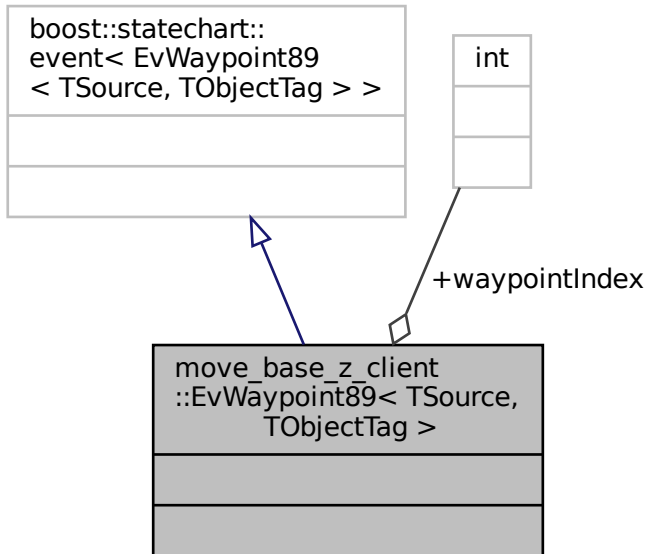 boost::statechart::
event< EvWaypoint89
< TSource, TObjectTag > >
int
+waypointIndex
move_base_z_client
::EvWaypoint89< TSource,
TObjectTag >